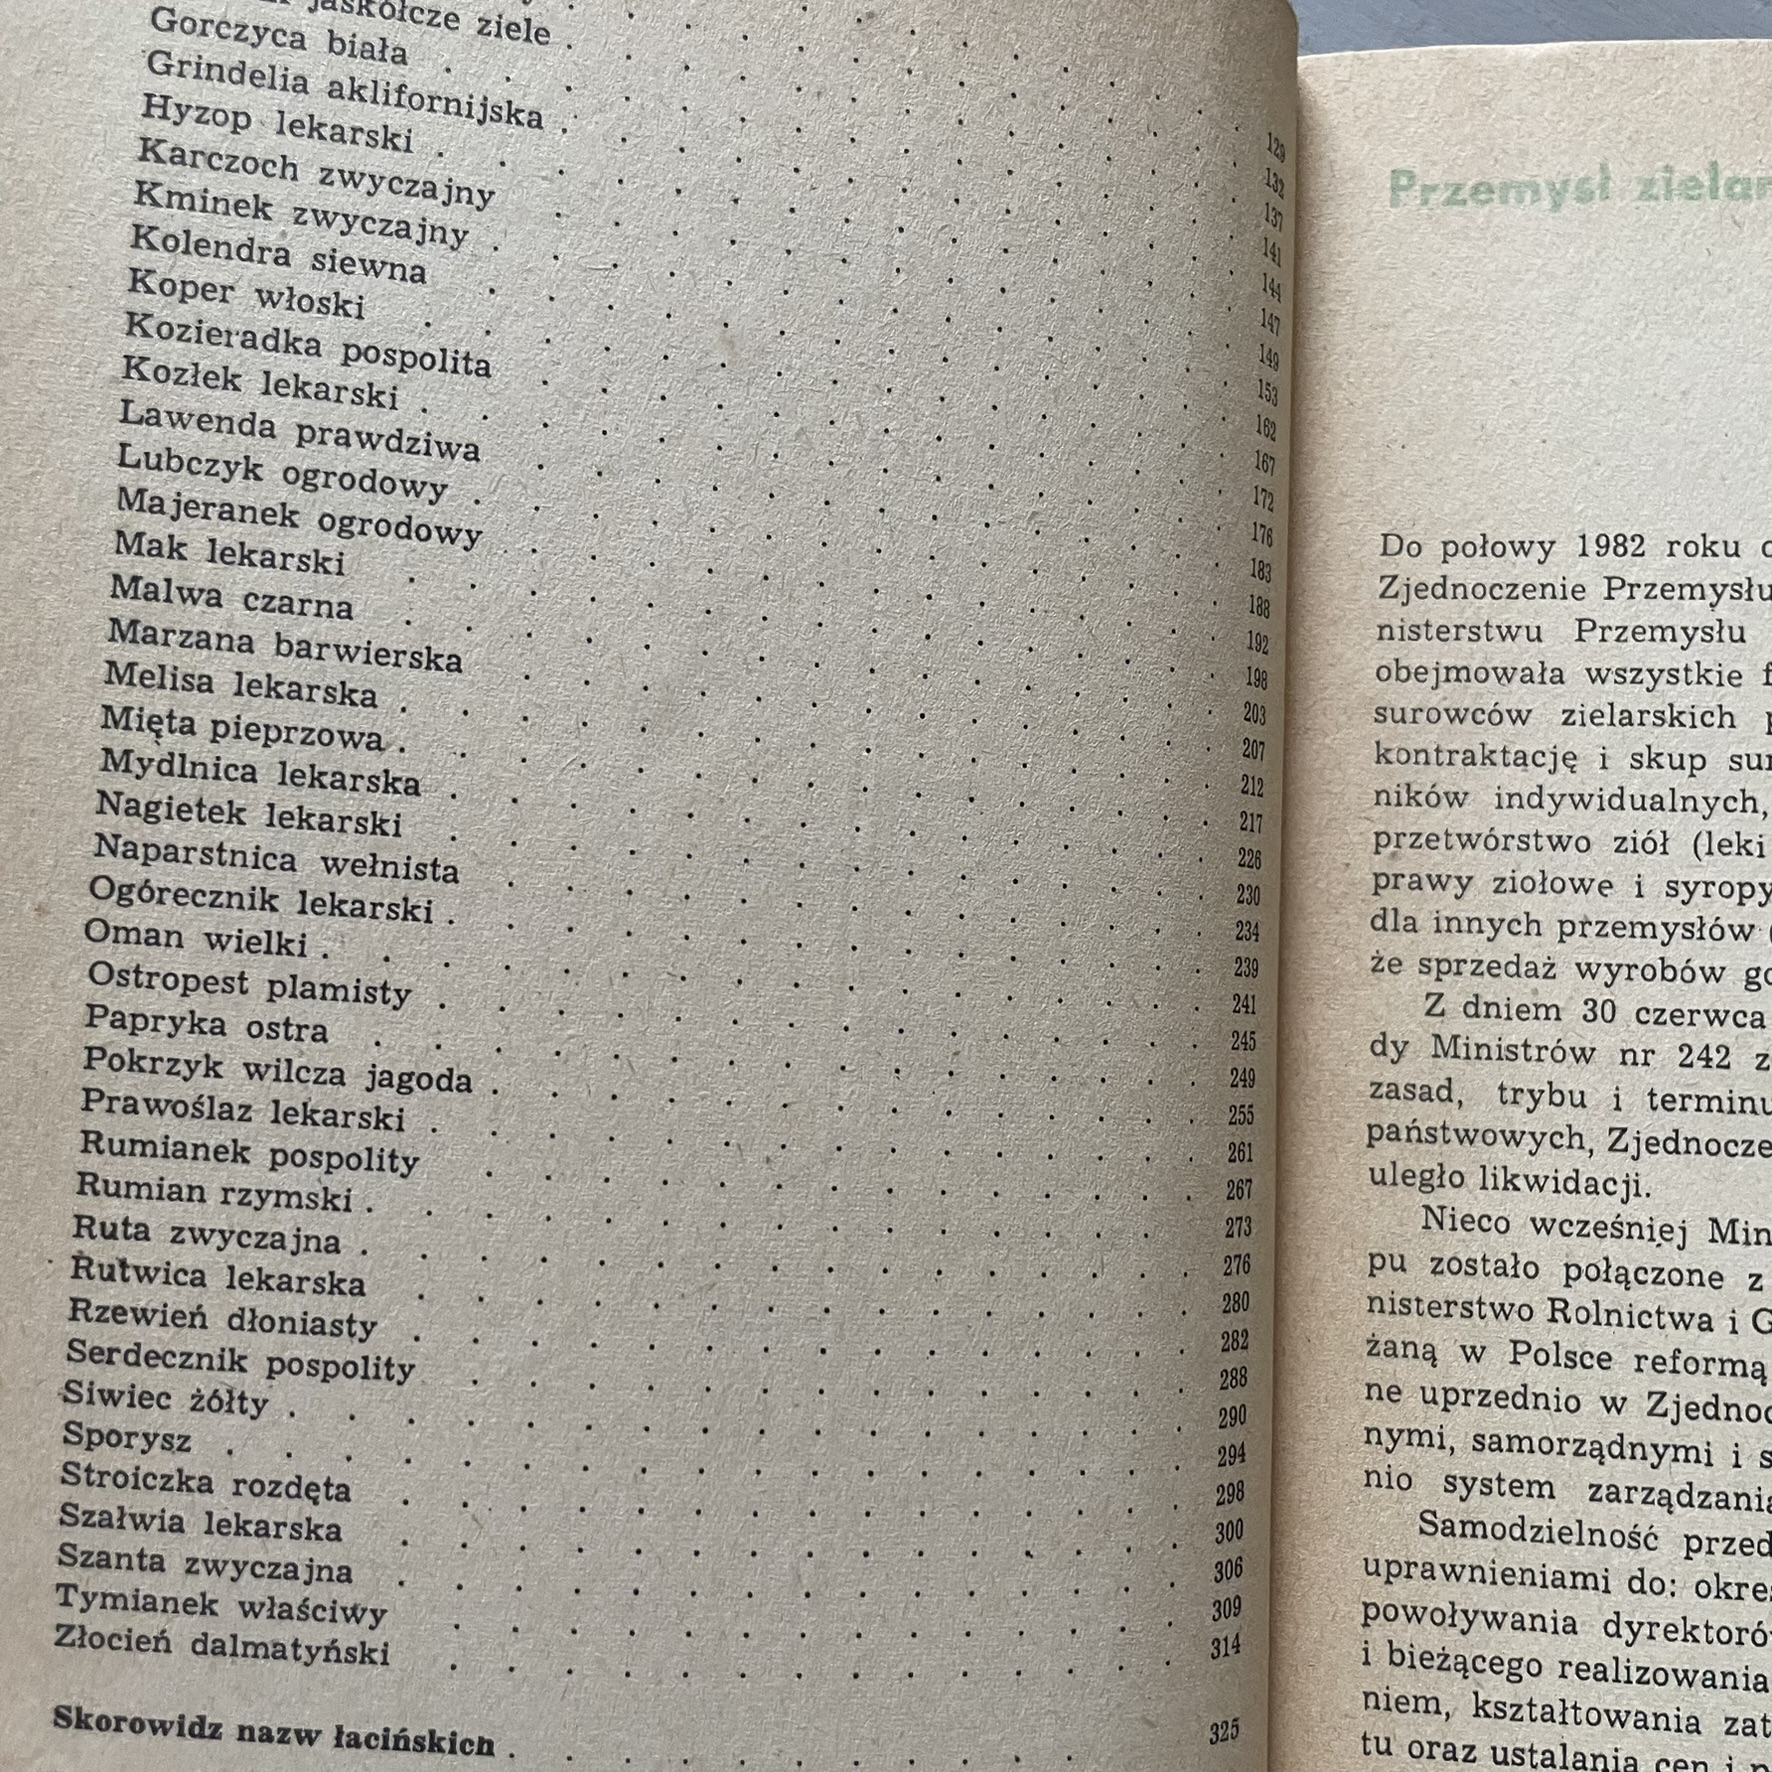 129
132
jaskółcze ziele . 137
Gorczyca biała . 141
Grindelia aklifornijska . 144
Hyzop lekarski . 147
Karczoch zwyczajny . 149
Kminek zwyczajny . 153
Kolendra siewna . 162
Koper włoski . 167
Kozieradka pospolita . 172
Kozłek lekarski . 176
Lawenda prawdziwa . 183
Lubczyk ogrodowy . 188
Majeranek ogrodowy . 192
Mak lekarski . 198
Malwa czarna . 203
Marzana barwierska . 207
Melisa lekarska . 212
Mięta pieprzowa . 217
Mydlnica lekarska . 226
Nagietek lekarski . 230
Naparstnica wełnista . 234
Ogórecznik lekarski . 239
Oman wielki . 241
Ostropest plamisty . 245
Papryka ostra . 249
Pokrzyk wilcza jagoda . 255
Prawoślaz lekarski . 261
Rumianek pospolity . 267
Rumian rzymski . 273
Ruta zwyczajna . 276
Rutwica lekarska . 280
Rzewień dłoniasty . 282
Serdecznik pospolity . 288
Siwiec żółty . 290
Sporysz . 294
Stroiczka rozdęta . 298
Szałwia lekarska . 300
Szanta zwyczajna . 306
Tymianek właściwy . 309
Złocień dalmatyński . 314
Skorowidz nazw łacińskich . 325
Przemysł
Do połowy 1982 roku
Zjednoczenie Przemysłu
nisterstwu Przemysłu
obejmowała wszystkie
surowców zielarskich
kontraktację i skup
ników indywidualnych,
przetwórstwo ziół (leki
prawy ziołowe i syropy
dla innych przemysłów
że sprzedaż wyrobów
Z dniem 30 czerwca
dy Ministrów nr 242
zasad, trybu i terminu
państwowych,
uległo likwidacji.
Nieco wcześniej
pu zostało połączone z
nisterstwo Rolnictwa i
żaną w Polsce reformą
ne uprzednio w
nymi, samorządnymi i
nio system
Samodzielność
uprawnieniami do:
powoływania
i bieżącego realizowania
niem, kształtowania
tu oraz ustalania cen i